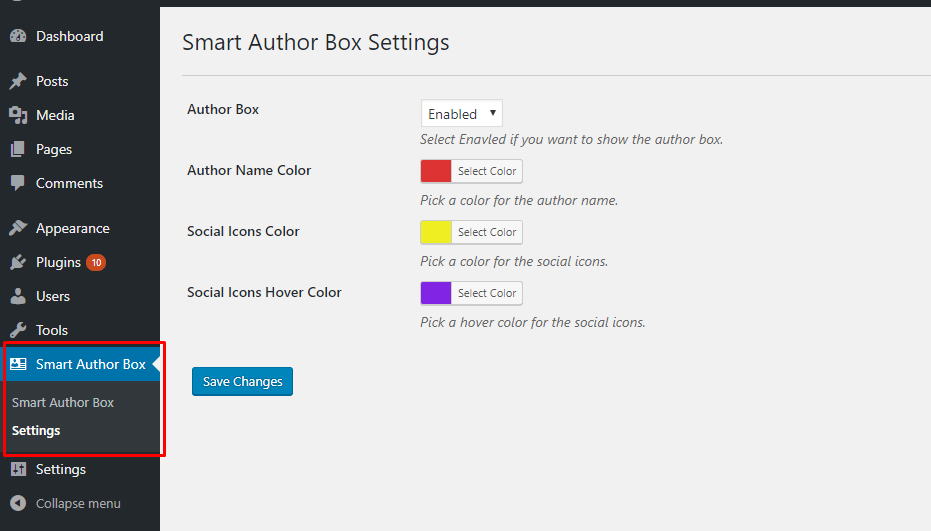 Dashboard
Posts
Media
Pages
Comments
Appearance
Plugins 10
Users
Tools
Smart Author Box
Smart Author Box
Settings
Settings
Collapse menu
Smart Author Box Settings
Author Box
Enabled
Select Enavled if you want to show the author box.
Author Name Color
Select Color
Pick a color for the author name.
Social Icons Color
Select Color
Pick a color for the social icons.
Social Icons Hover Color
Select Color
Pick a hover color for the social icons.
Save Changes